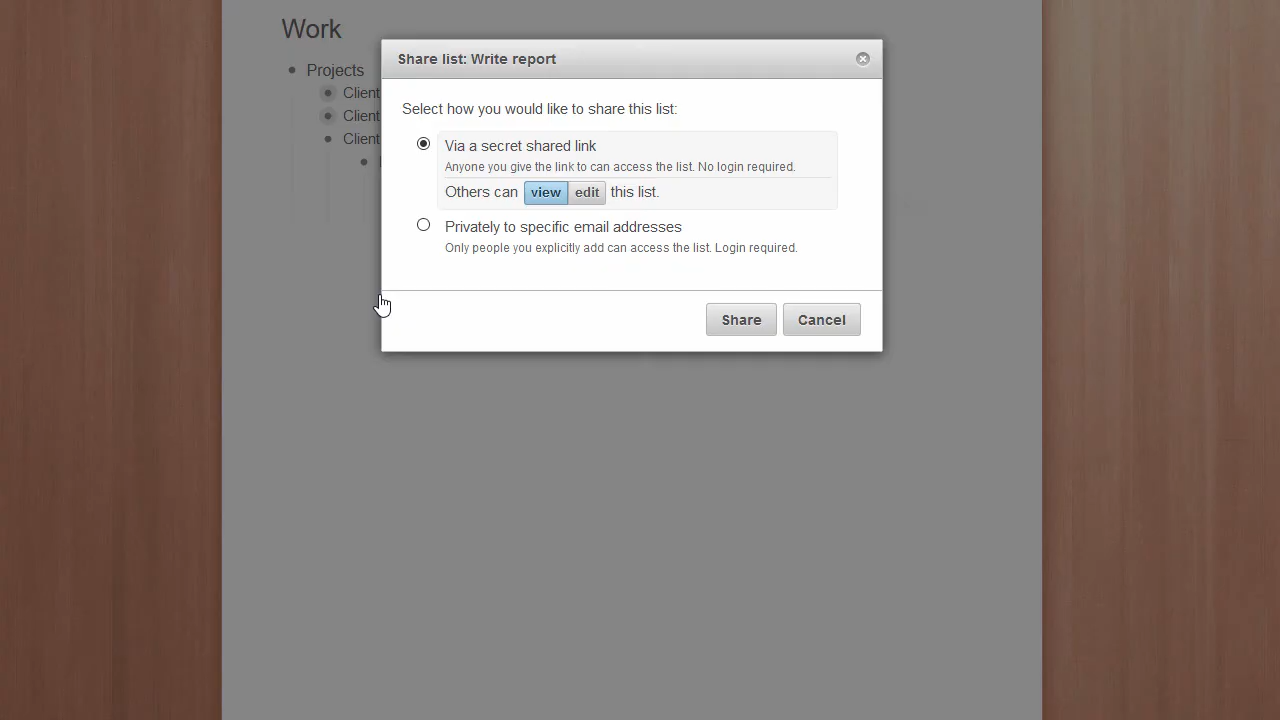 Work
Share list: Write report
Projects
Client
Client
Client
Select how you would like to share this list:
Via a secret shared link
Anyone you give the link to can access the list. No login required.
Others can view edit this list.
Privately to specific email addresses
Only people you explicitly add can access the list. Login required.
Share Cancel